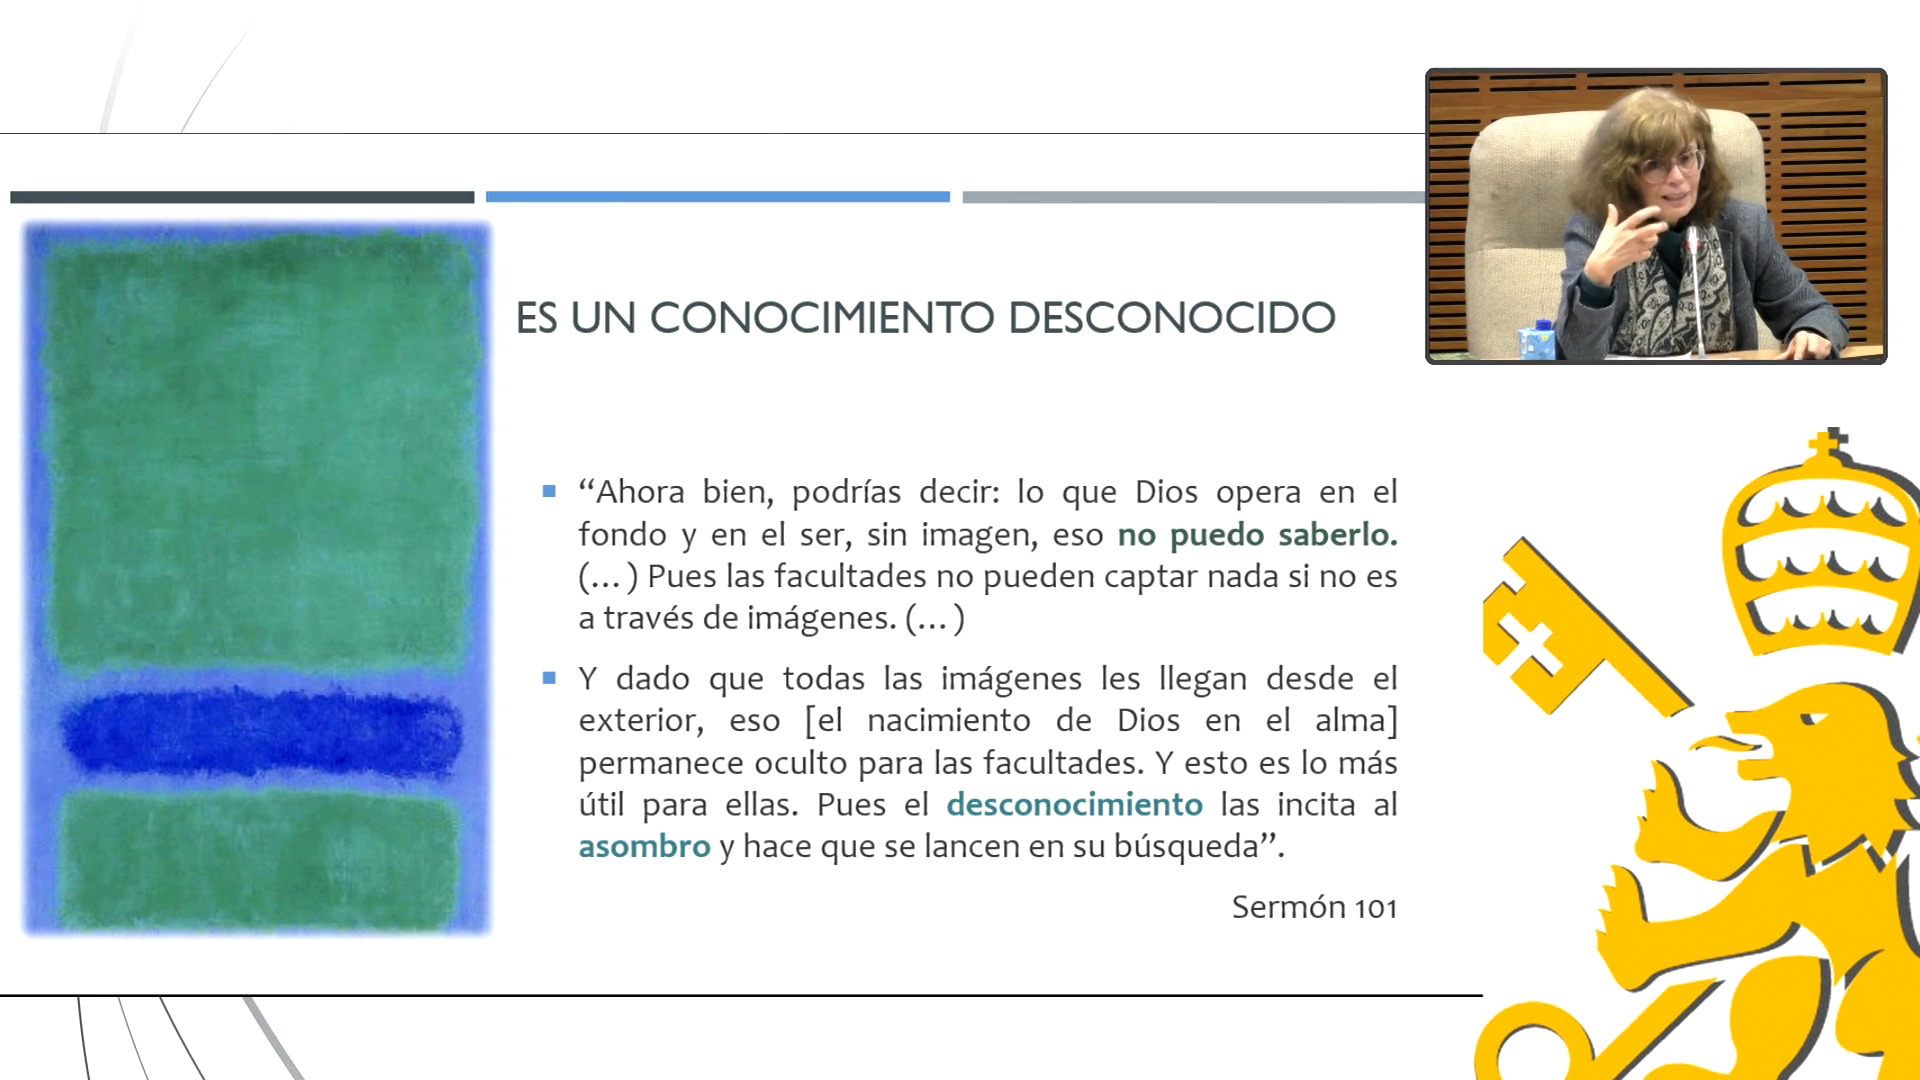 ES UN CONOCIMIENTO DESCONOCIDO
“Ahora bien, podrías decir: lo que Dios opera en el
fondo y en el ser, sin imagen, eso no puedo saberlo.
(…) Pues las facultades no pueden captar nada si no es
a través de imágenes. (…)
Y dado que todas las imágenes les llegan desde el
exterior, eso [el nacimiento de Dios en el alma]
permanece oculto para las facultades. Y esto es lo más
útil para ellas. Pues el desconocimiento las incita al
asombro y hace que se lancen en su búsqueda”.
Sermón 101